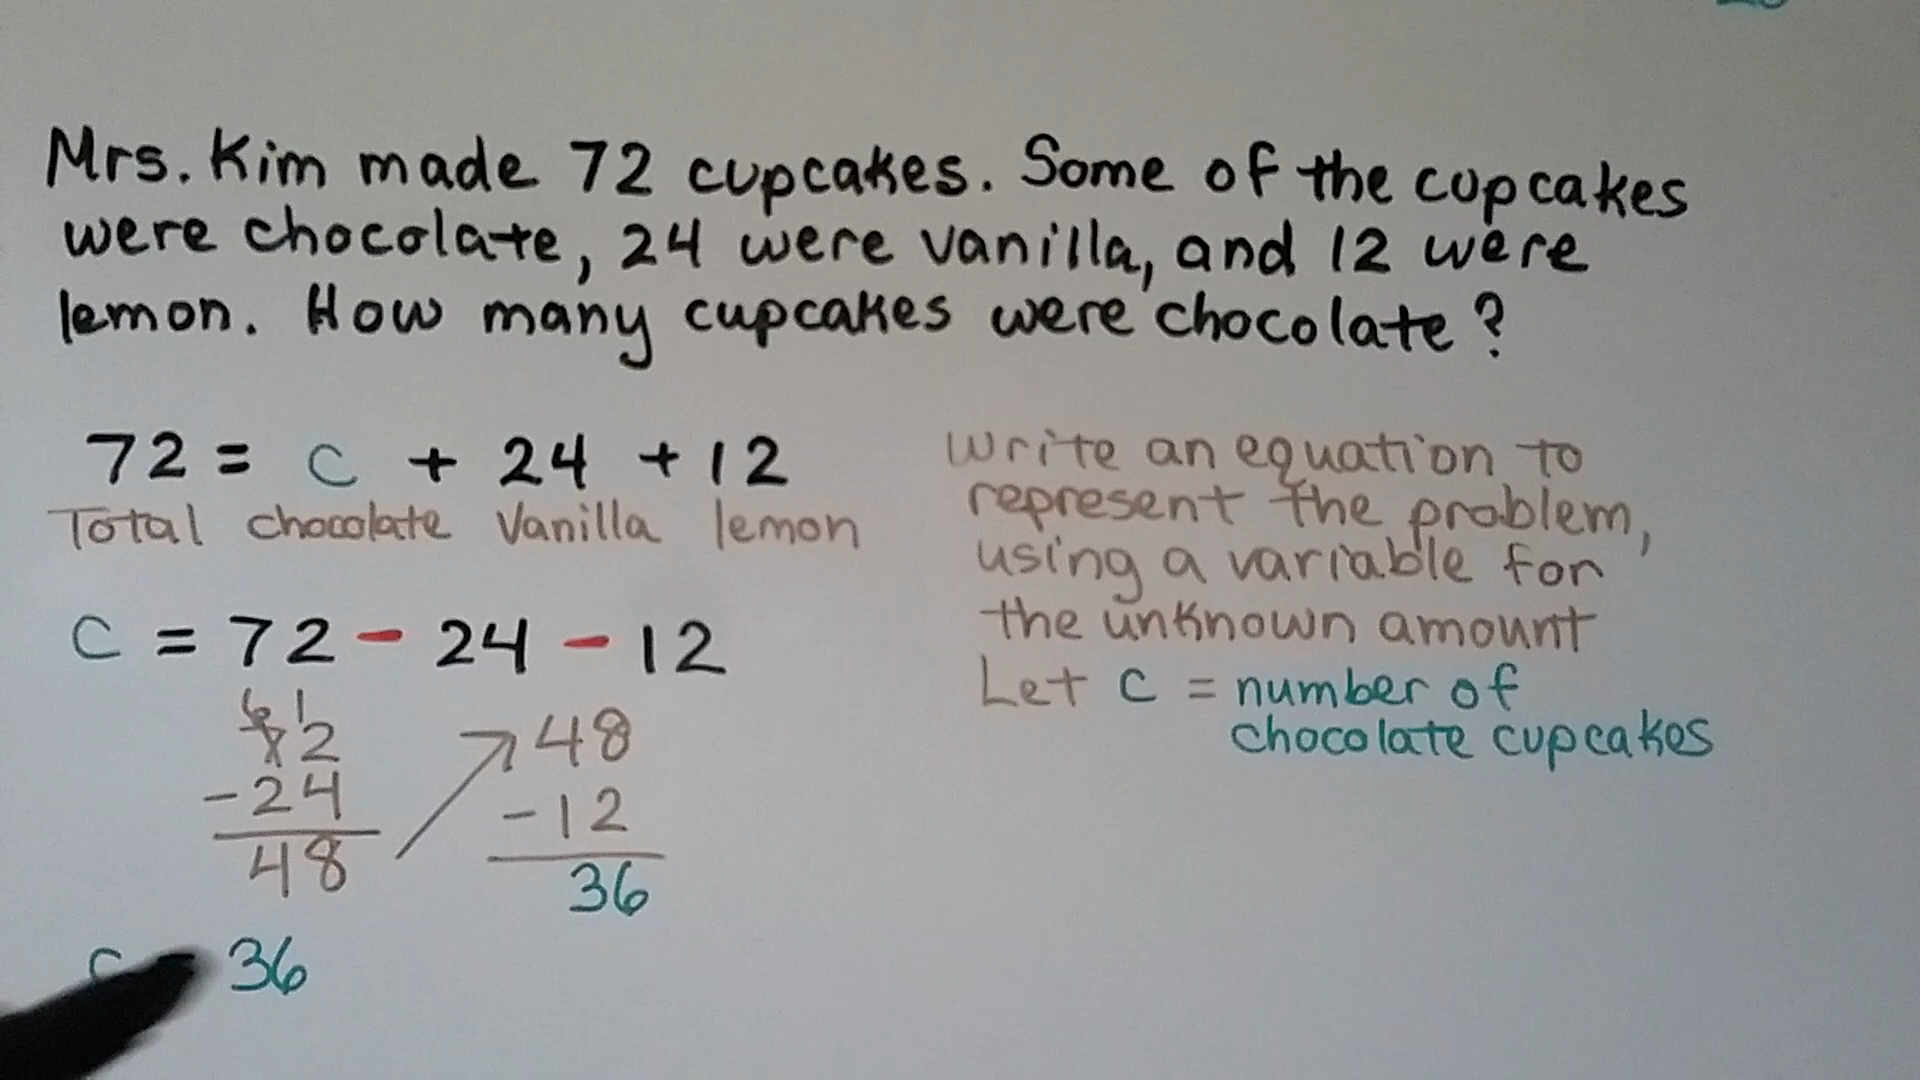 Mrs. Kim made 72 cupcakes. Some of the cupcakes
were chocolate, 24 were vanilla, and 12 were
lemon. How many cupcakes were chocolate?
72 = c + 24 + 12
Total chocolate Vanilla lemon
C = 72 - 24 - 12
6 1
72
-24
48
48
-12
36
C = 36
Write an equation to
represent the problem,
using a variable for
the unknown amount
Let C = number of
chocolate cupcakes